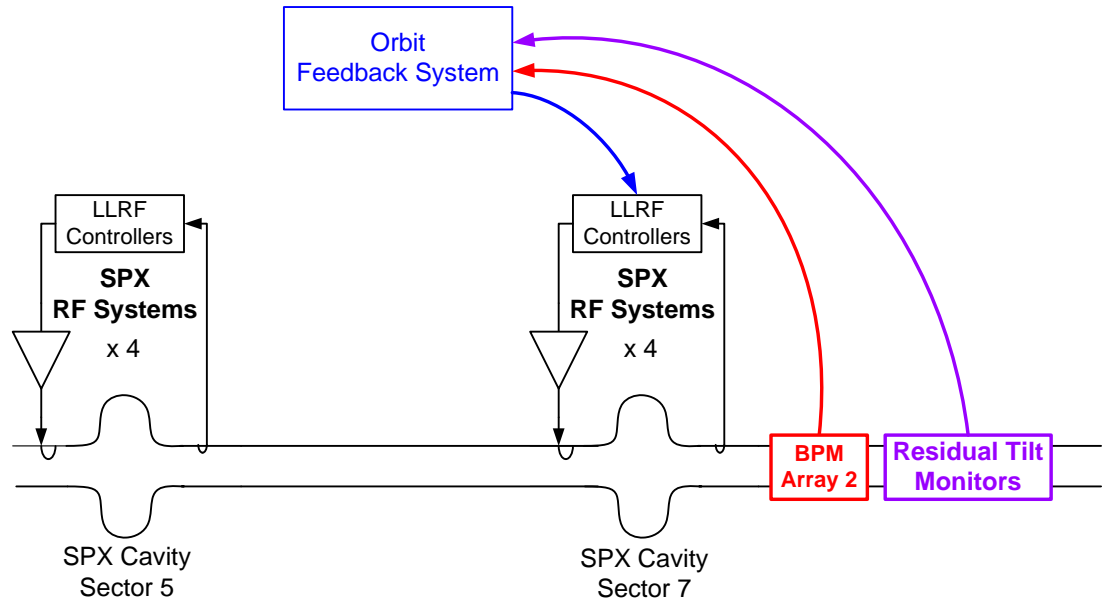 Orbit
Feedback System
LLRF
Controllers
SPX
RF Systems
x 4
LLRF
Controllers
SPX
RF Systems
x 4
BPM
Array 2
Residual Tilt
Monitors
SPX Cavity
Sector 5
SPX Cavity
Sector 7